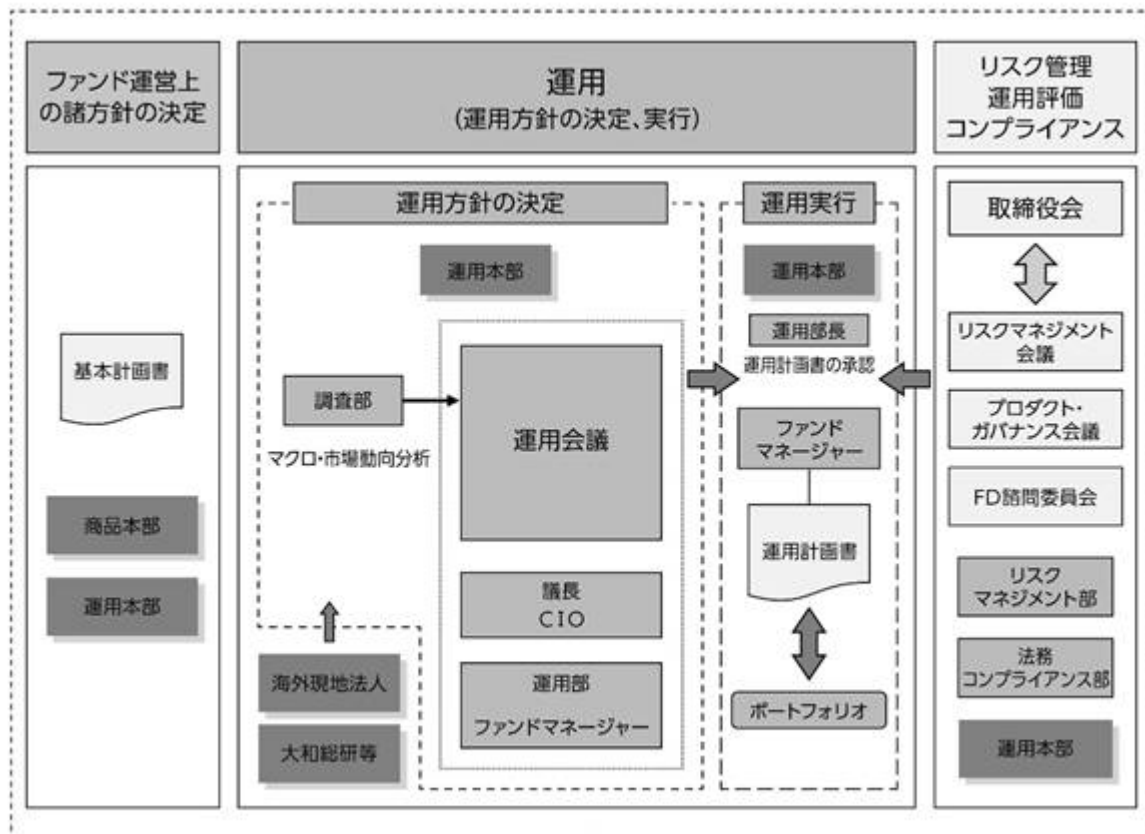 ファンド運営上
の諸方針の決定
運用
(運用方針の決定、実行)
リスク管理
運用評価
コンプライアンス
基本計画書
商品本部
運用本部
運用方針の決定
運用本部
調査部
マクロ・市場動向分析
運用会議
議長
CIO
運用部
ファンドマネージャー
海外現地法人
大和総研等
運用実行
運用本部
運用部長
運用計画書の承認
ファンド
マネージャー
運用計画書
ポートフォリオ
取締役会
リスクマネジメント
会議
プロダクト・
ガバナンス会議
FD諮問委員会
リスク
マネジメント部
法務
コンプライアンス部
運用本部